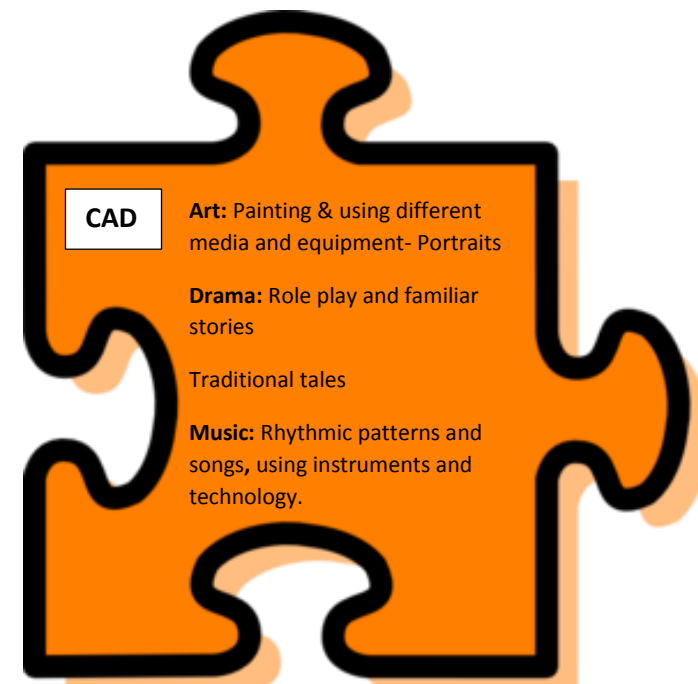 CAD
Art: Painting & using different
media and equipment- Portraits
Drama: Role play and familiar
stories
Traditional tales
Music: Rhythmic patterns and
songs, using instruments and
technology.